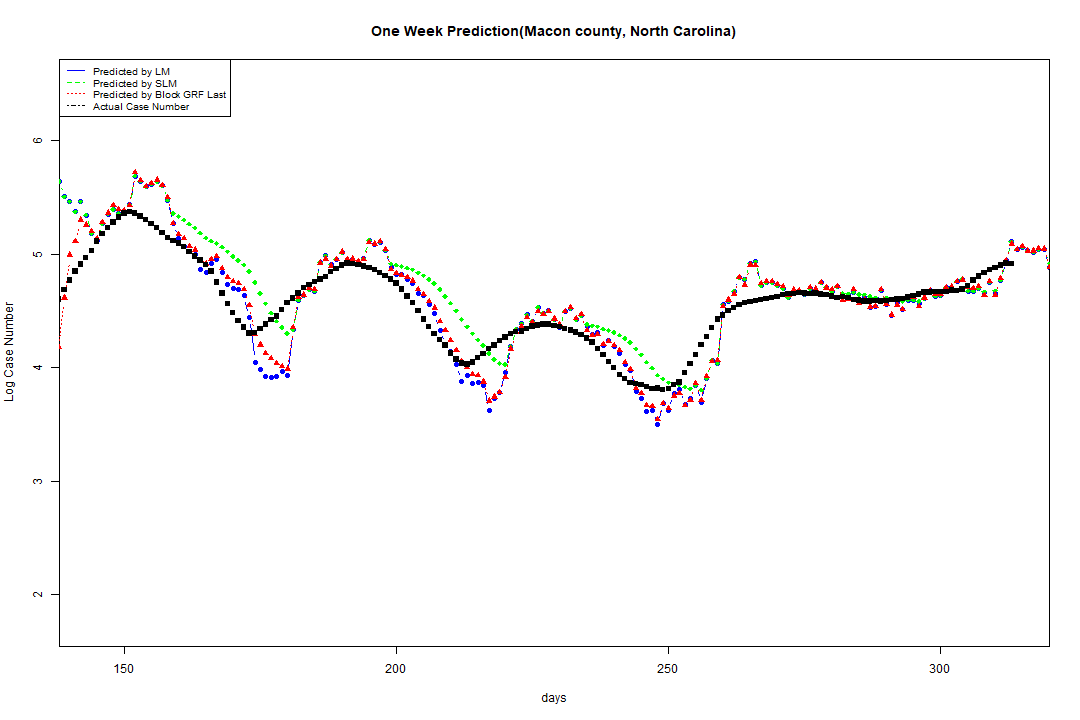 One Week Prediction(Macon county, North Carolina)
Predicted by LM
Predicted by SLM
Predicted by Block GRF Last
Actual Case Number
6
5
4
3
2
Log Case Number
150 200 250 300
days